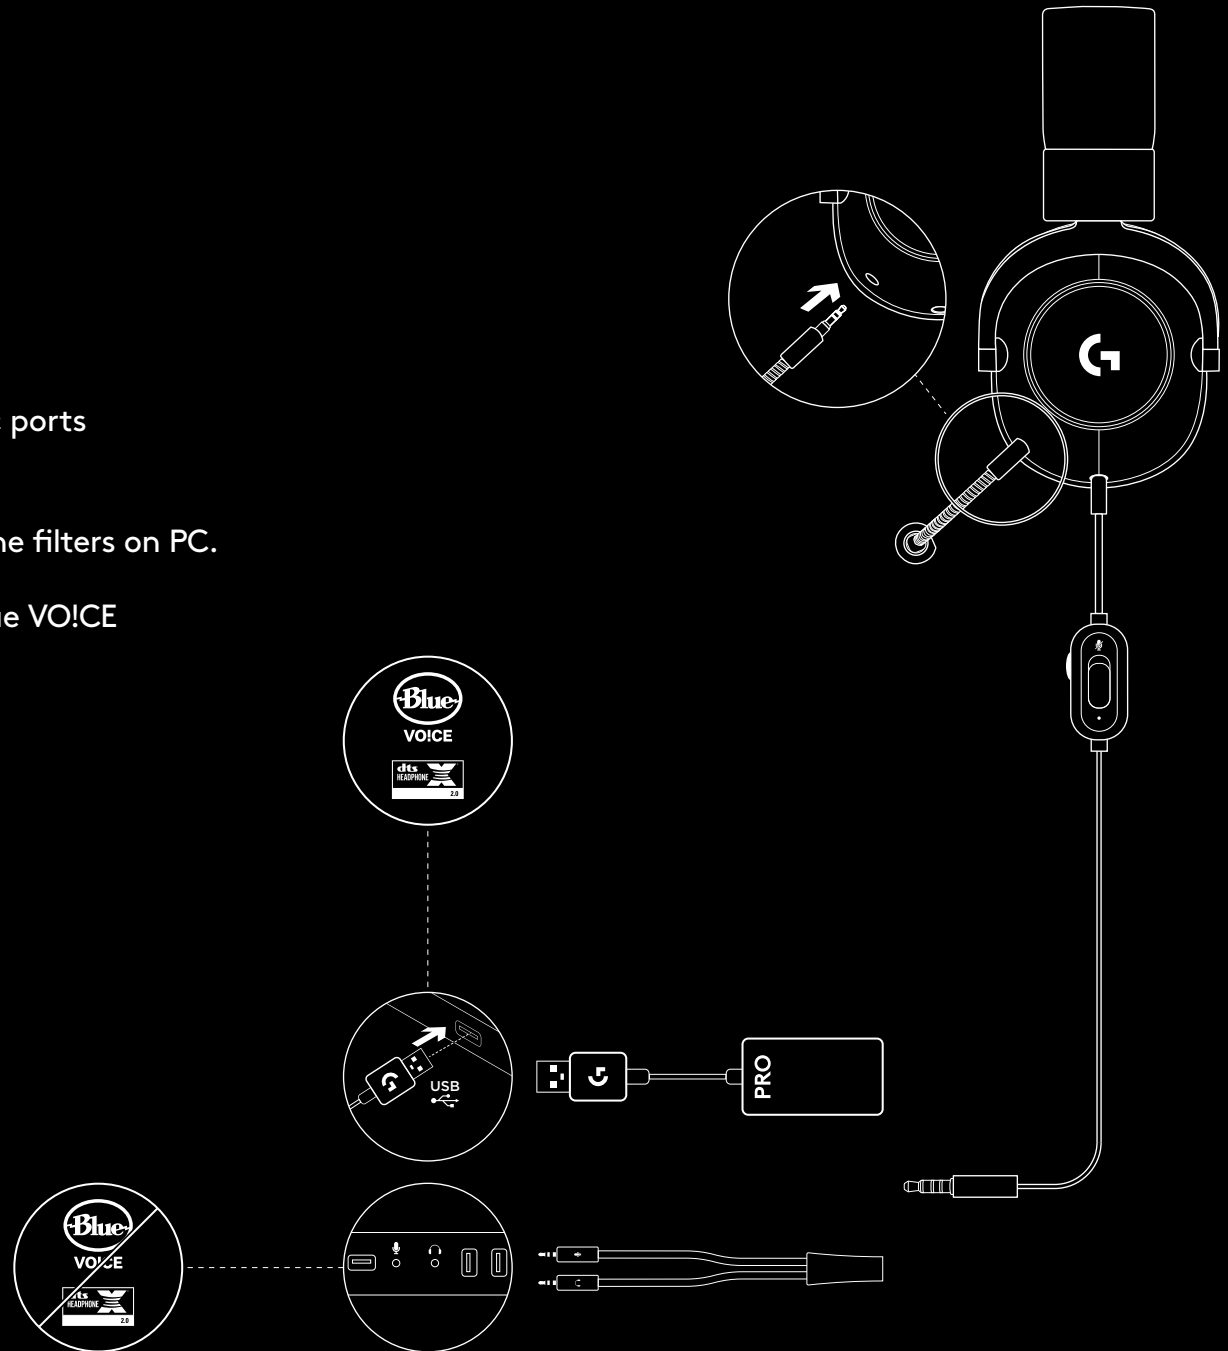 ports
ne filters on PC.
ue VO!CE
Blue
VO!CE
dts
HEADPHONE X
2.0
USB
PRO
Blue
VO!CE
dts
HEADPHONE X
2.0